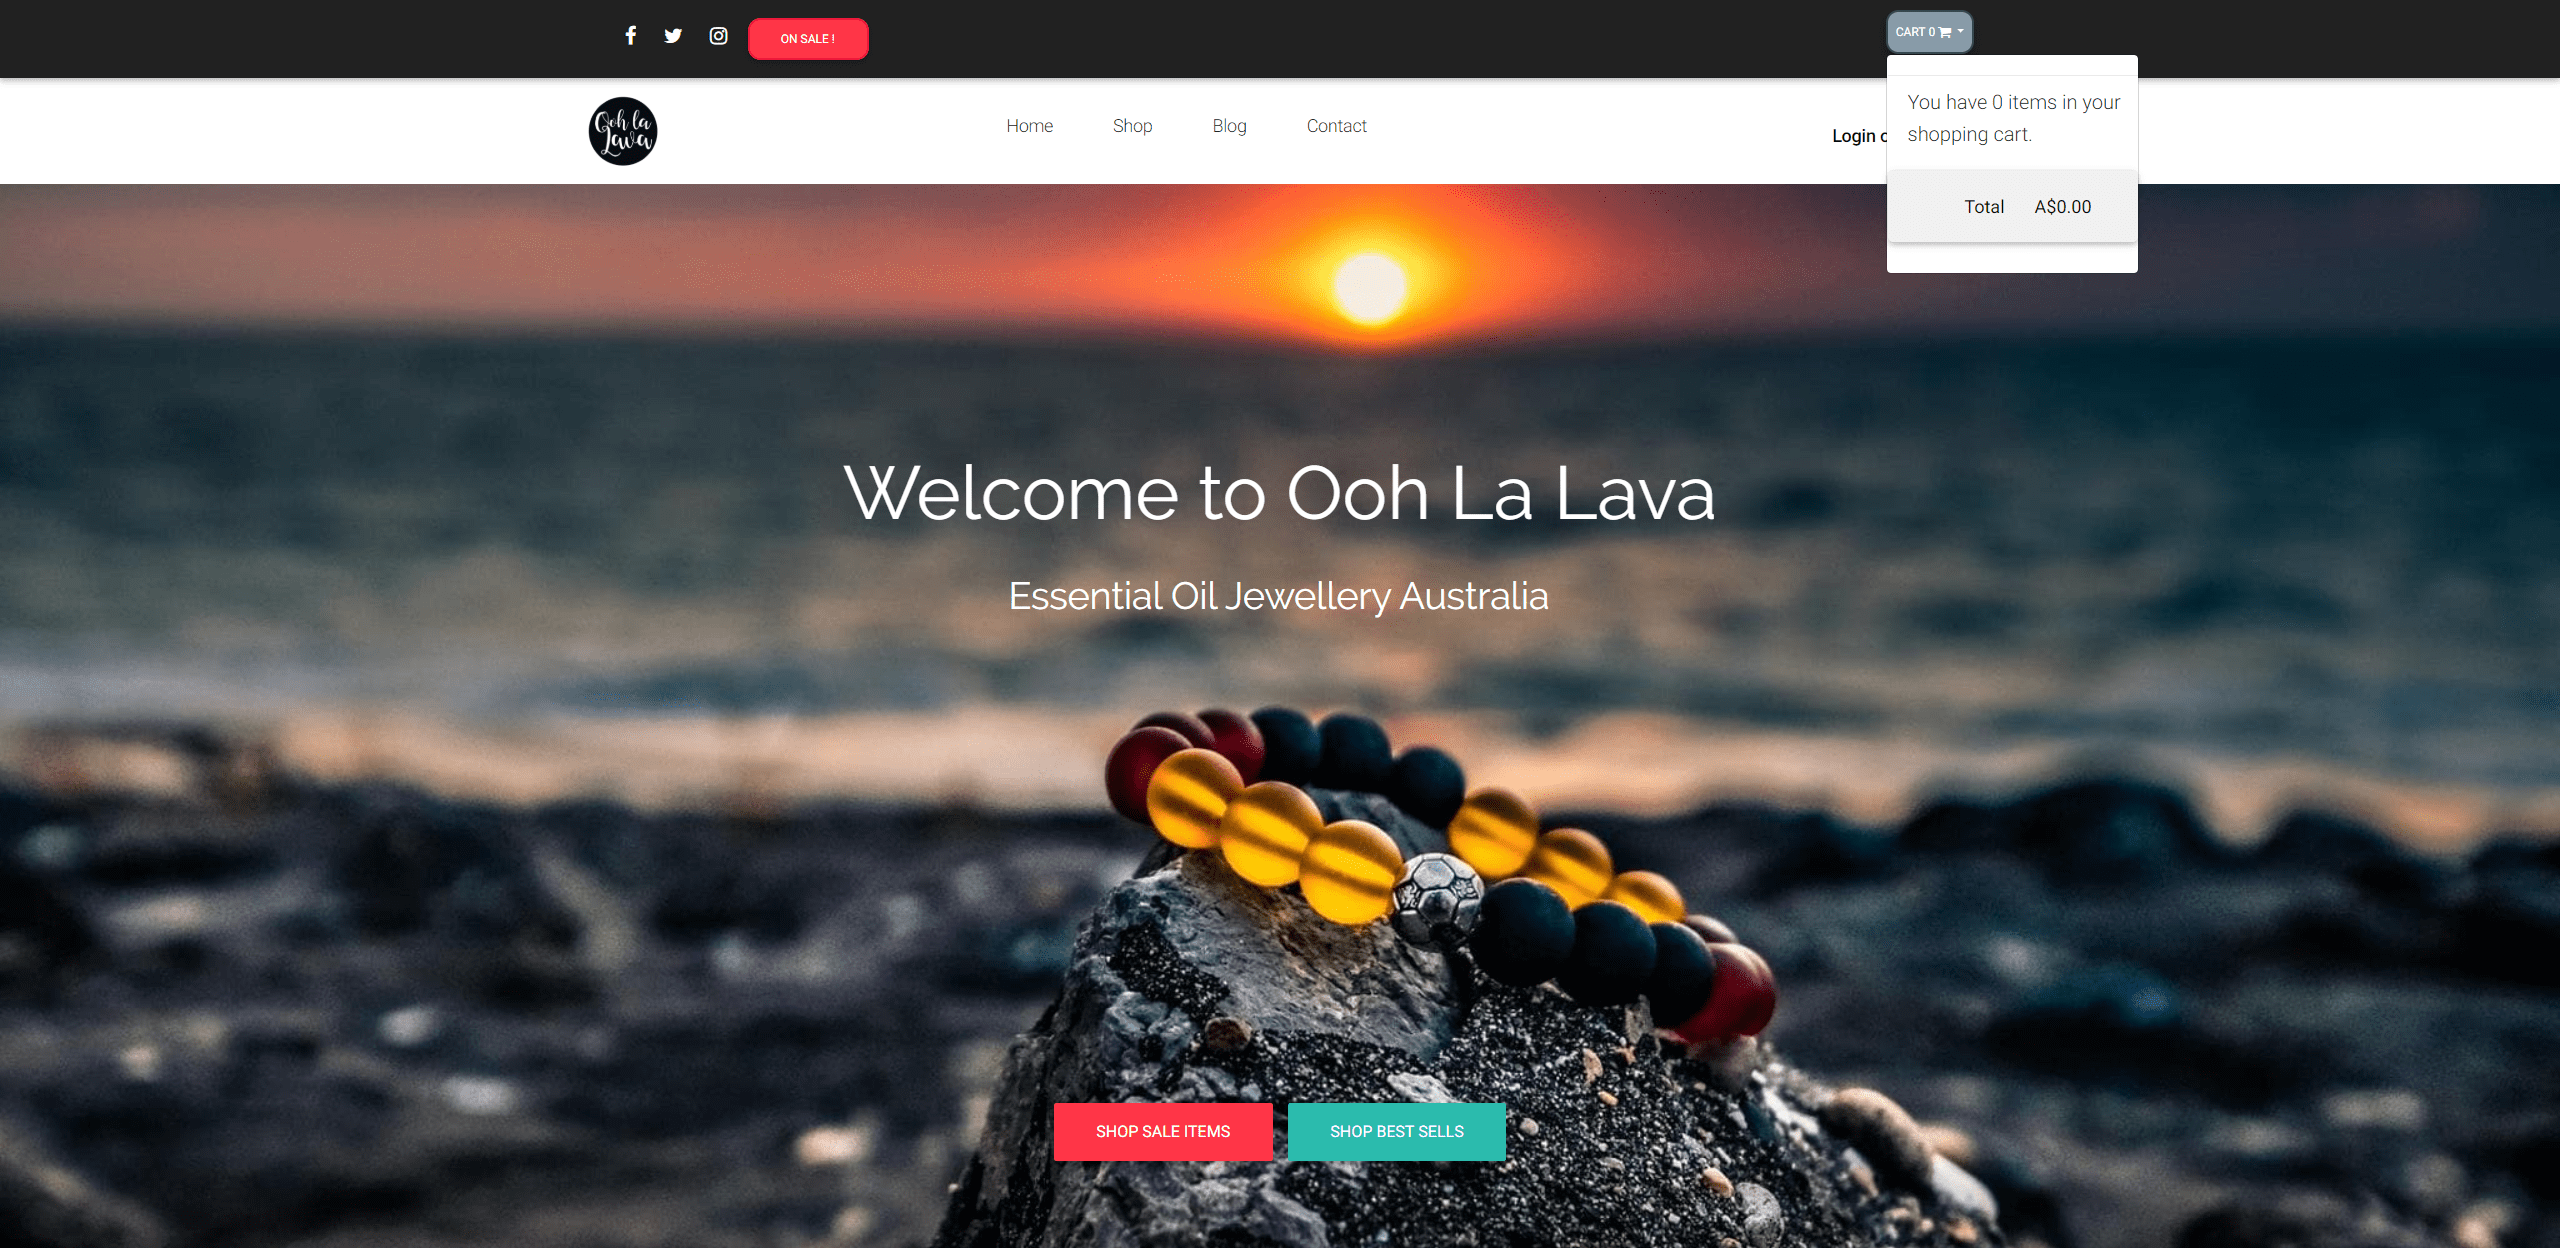 ON SALE !
CART 0
You have 0 items in your
shopping cart.
Total A$0.00
Ooh la
Lava
Home Shop Blog Contact
Login
Welcome to Ooh La Lava
Essential Oil Jewellery Australia
SHOP SALE ITEMS SHOP BEST SELLS